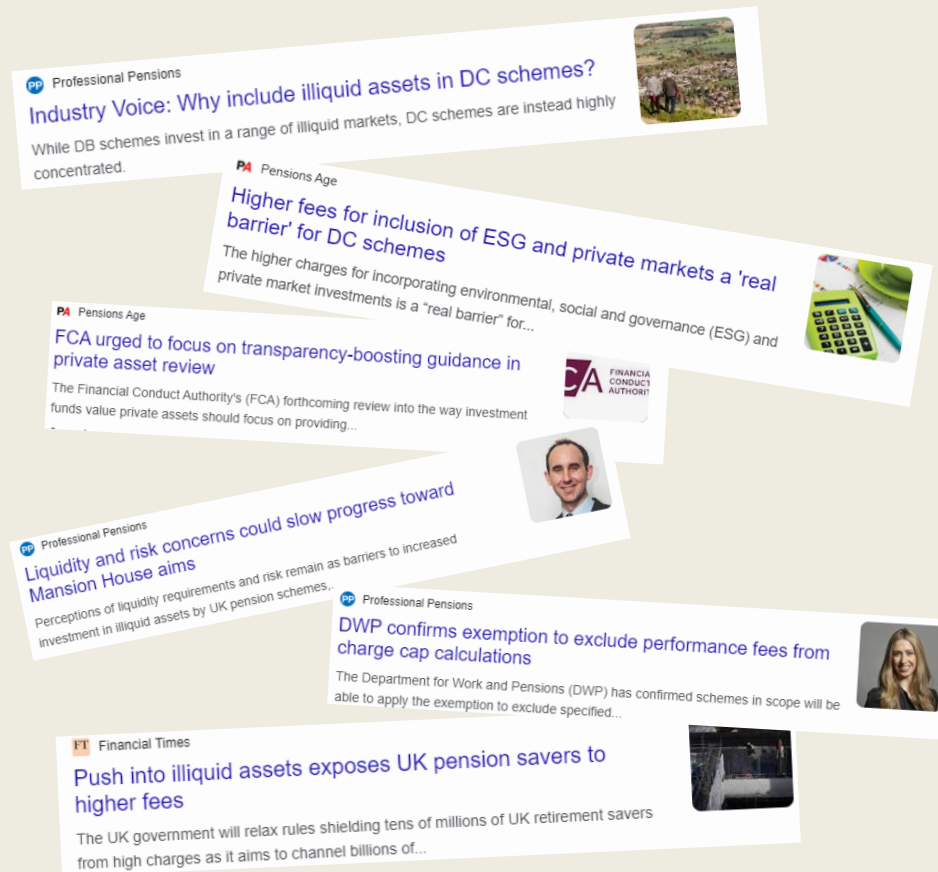 PP Professional Pensions
Industry Voice: Why include illiquid assets in DC schemes?
While DB schemes invest in a range of illiquid markets, DC schemes are instead highly
concentrated.
PA Pensions Age
Higher fees for inclusion of ESG and private markets a 'real
barrier' for DC schemes
The higher charges for incorporating environmental, social and governance (ESG) and
private market investments is a “real barrier” for...
PA Pensions Age
FCA urged to focus on transparency-boosting guidance in
private asset review
The Financial Conduct Authority's (FCA) forthcoming review into the way investment
funds value private assets should focus on providing...
CA
FINANCIA
CONDUCT
AUTHORIT
PP Professional Pensions
Liquidity and risk concerns could slow progress toward
Mansion House aims
Perceptions of liquidity requirements and risk remain as barriers to increased
investment in illiquid assets by UK pension schemes,.
PP Professional Pensions
DWP confirms exemption to exclude performance fees from
charge cap calculations
The Department for Work and Pensions (DWP) has confirmed schemes in scope will be
able to apply the exemption to exclude specified...
FT Financial Times
Push into illiquid assets exposes UK pension savers to
higher fees
The UK government will relax rules shielding tens of millions of UK retirement savers
from high charges as it aims to channel billions of...